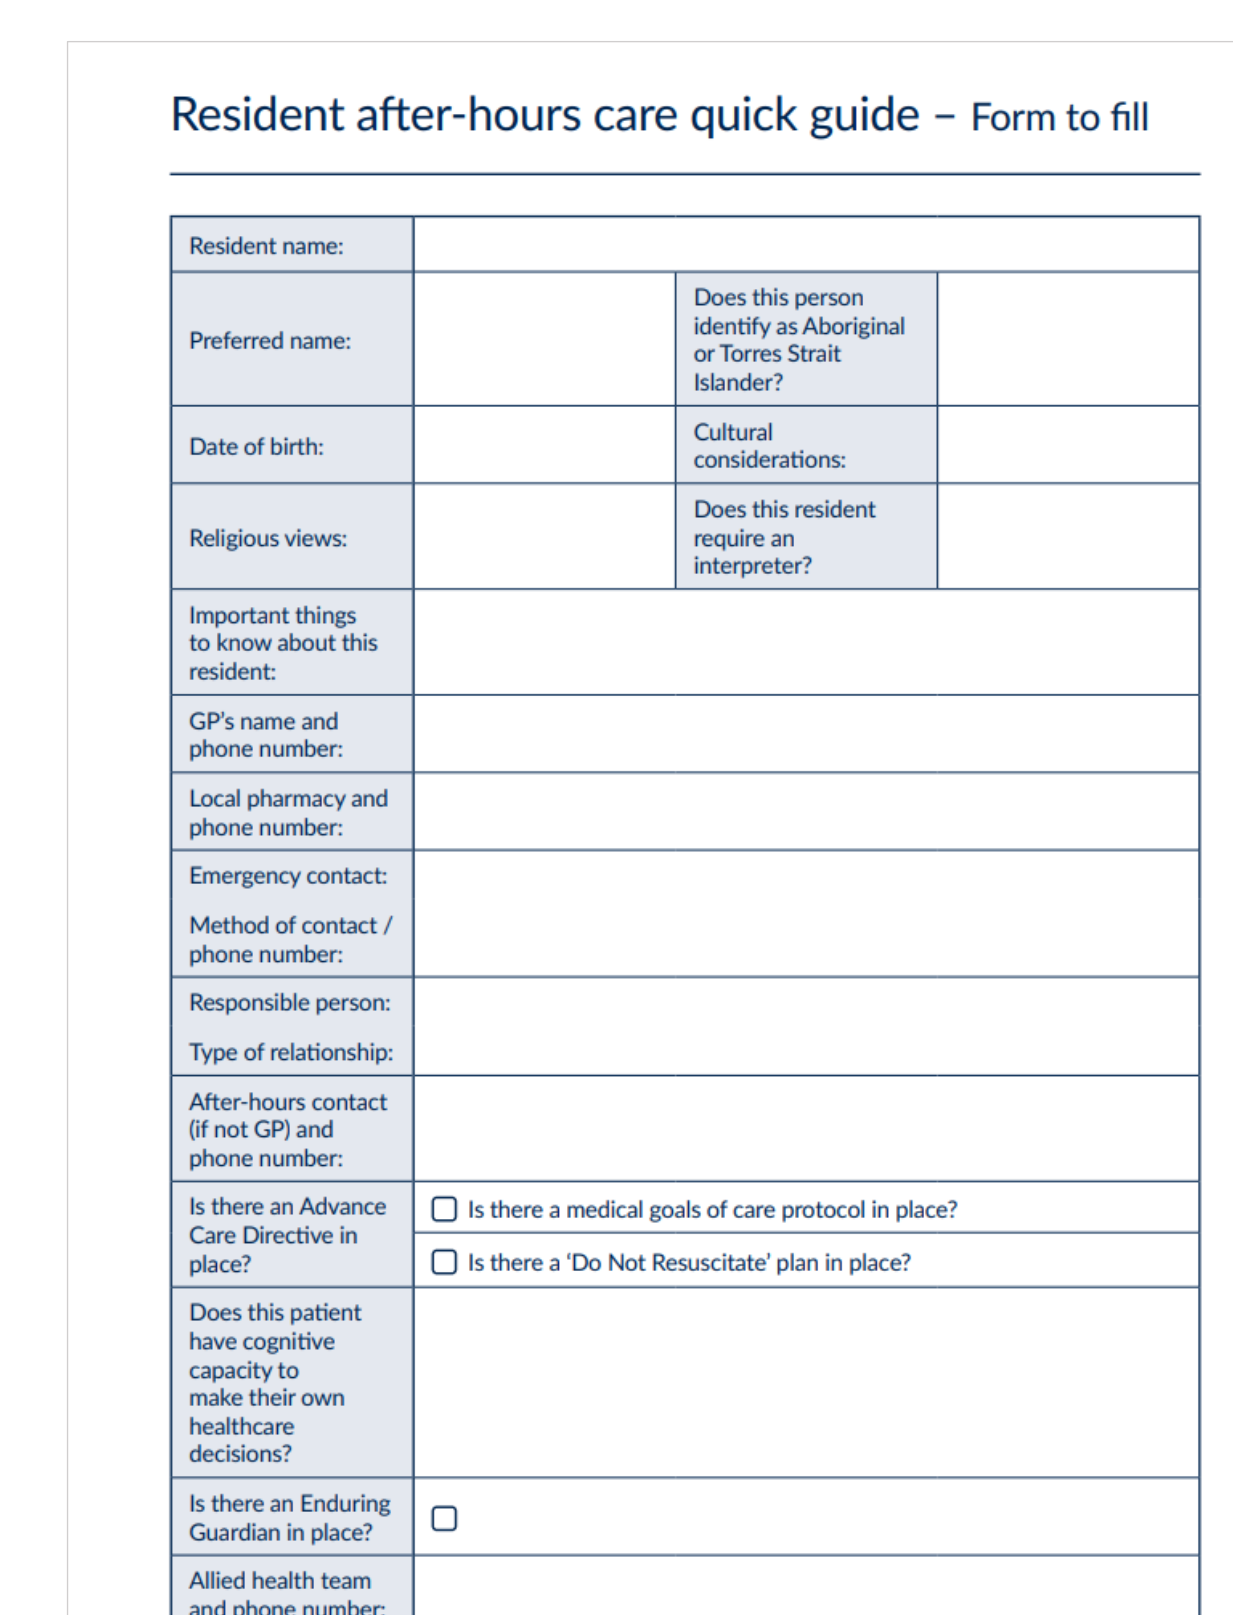 Resident after-hours care quick guide – Form to fill
Resident name:
Preferred name:
Does this person
identify as Aboriginal
or Torres Strait
Islander?
Date of birth:
Cultural
considerations:
Religious views:
Does this resident
require an
interpreter?
Important things
to know about this
resident:
GP’s name and
phone number:
Local pharmacy and
phone number:
Emergency contact:
Method of contact /
phone number:
Responsible person:
Type of relationship:
After-hours contact
(if not GP) and
phone number:
Is there an Advance
Care Directive in
place?
Is there a medical goals of care protocol in place?
Is there a ‘Do Not Resuscitate’ plan in place?
Does this patient
have cognitive
capacity to
make their own
healthcare
decisions?
Is there an Enduring
Guardian in place?
Allied health team
and phone number: